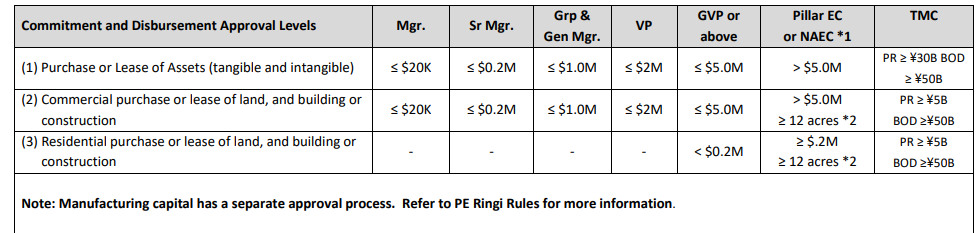 Commitment and Disbursement Approval Levels Mgr. Sr Mgr. Grp & Gen Mgr. VP GVP or above Pillar EC or NAEC *1 TMC
(1) Purchase or Lease of Assets (tangible and intangible) ≤ $20K ≤ $0.2M ≤ $1.0M ≤ $2M ≤ $5.0M > $5.0M PR ≥ ¥30B BOD ≥ ¥50B
(2) Commercial purchase or lease of land, and building or construction ≤ $20K ≤ $0.2M ≤ $1.0M ≤ $2M ≤ $5.0M > $5.0M ≥ 12 acres *2 PR ≥ ¥5B BOD ≥¥50B
(3) Residential purchase or lease of land, and building or construction - - - - < $0.2M ≥ $.2M ≥ 12 acres *2 PR ≥ ¥5B BOD ≥¥50B
Note: Manufacturing capital has a separate approval process. Refer to PE Ringi Rules for more information.